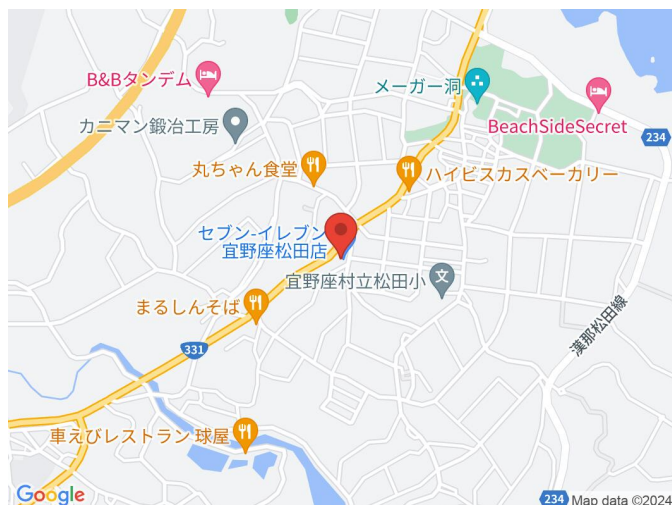 B&Bタンデム
メーガー洞
カニマン鍛冶工房
BeachSideSecret
234
丸ちゃん食堂
ハイビスカスベーカリー
セブン-イレブン
宜野座松田店
宜野座村立松田小
文
まるしんそば
331
漢那松田線
車えびレストラン 球屋
Google
234
Map data ©2024